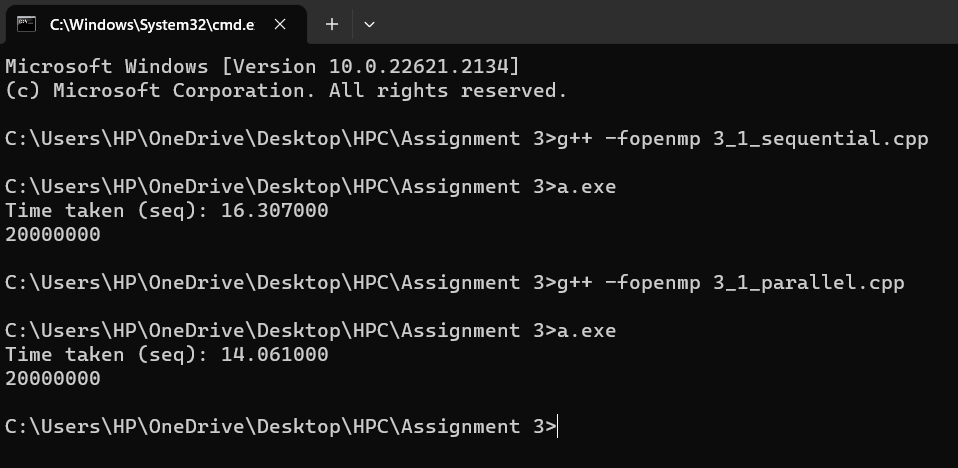 C:\Windows\System32\cmd.e
Microsoft Windows [Version 10.0.22621.2134]
(c) Microsoft Corporation. All rights reserved.
C:\Users\HP\OneDrive\Desktop\HPC\Assignment 3>g++ -fopenmp 3_1_sequential.cpp
C:\Users\HP\OneDrive\Desktop\HPC\Assignment 3>a.exe
Time taken (seq): 16.307000
20000000
C:\Users\HP\OneDrive\Desktop\HPC\Assignment 3>g++ -fopenmp 3_1_parallel.cpp
C:\Users\HP\OneDrive\Desktop\HPC\Assignment 3>a.exe
Time taken (seq): 14.061000
20000000
C:\Users\HP\OneDrive\Desktop\HPC\Assignment 3>